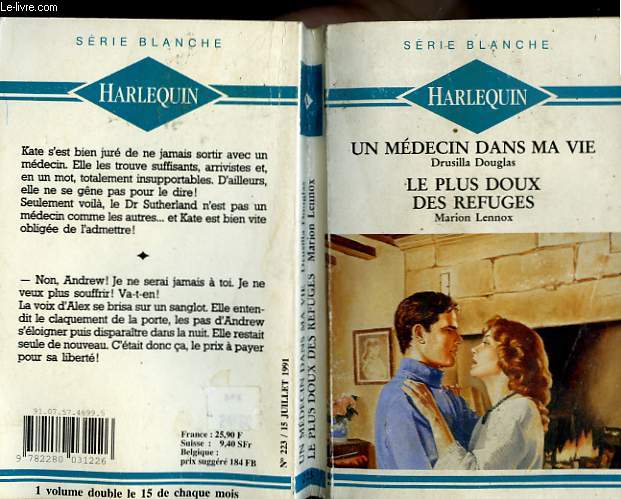 Le-livre.com
SÉRIE BLANCHE
HARLEQUIN
Kate s'est bien juré de ne jamais sortir avec un
médecin. Elle les trouve suffisants, arrivistes et,
en un mot, totalement insupportables. D'ailleurs,
elle ne se gêne pas pour le dire!
Seulement voilà, le Dr Sutherland n'est pas un
médecin comme les autres... et Kate est bien vite
obligée de l'admettre!
— Non, Andrew! Je ne serai jamais à toi. Je ne
veux plus souffrir! Va-t-en!
La voix d'Alex se brisa sur un sanglot. Elle enten-
dit le claquement de la porte, les pas d'Andrew
s'éloigner puis disparaître dans la nuit. Elle restait
seule de nouveau. C'était donc ça, le prix à payer
pour sa liberté!
91.07.57.4699.5
9 782280 031226
France : 25,90 F
Suisse : 9,40 SFr
Belgique :
prix suggéré 184 FB
1 volume double le 15 de chaque mois
N° 223 / 15 JUILLET 1991
UN MÉDECIN DANS MA VIE Drusilla Douglas
LE PLUS DOUX DES REFUGES Marion Lennox
SÉRIE BLANCHE
HARLEQUIN
UN MÉDECIN DANS MA VIE
Drusilla Douglas
LE PLUS DOUX
DES REFUGES
Marion Lennox